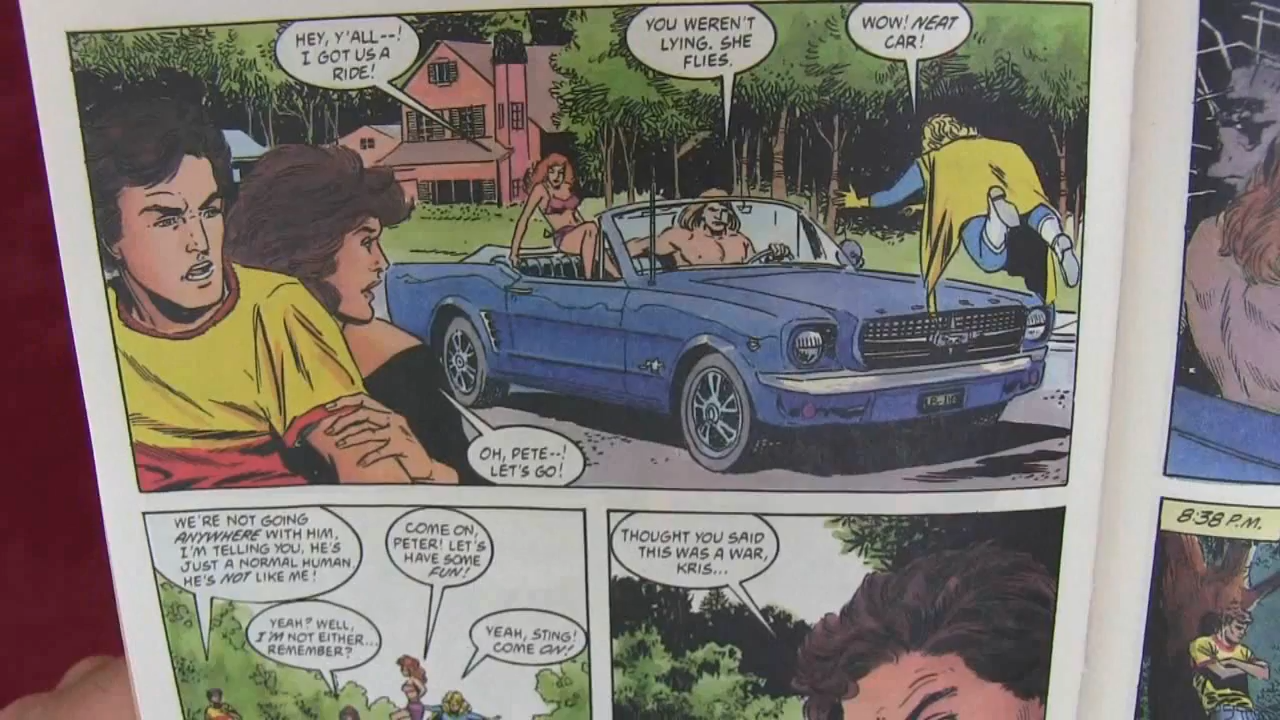 HEY, Y'ALL--!
I GOT US A
RIDE!
YOU WEREN'T
LYING. SHE
FLIES.
WOW! NEAT
CAR!
OH, PETE--!
LET'S GO!
WE'RE NOT GOING
ANYWHERE WITH HIM,
I'M TELLING YOU, HE'S
JUST A NORMAL HUMAN.
HE'S NOT LIKE ME!
YEAH? WELL,
I'M NOT EITHER...
REMEMBER?
COME ON,
PETER! LET'S
HAVE SOME
FUN!
YEAH, STING!
COME ON!
THOUGHT YOU SAID
THIS WAS A WAR,
KRIS...
8:38 P.M.